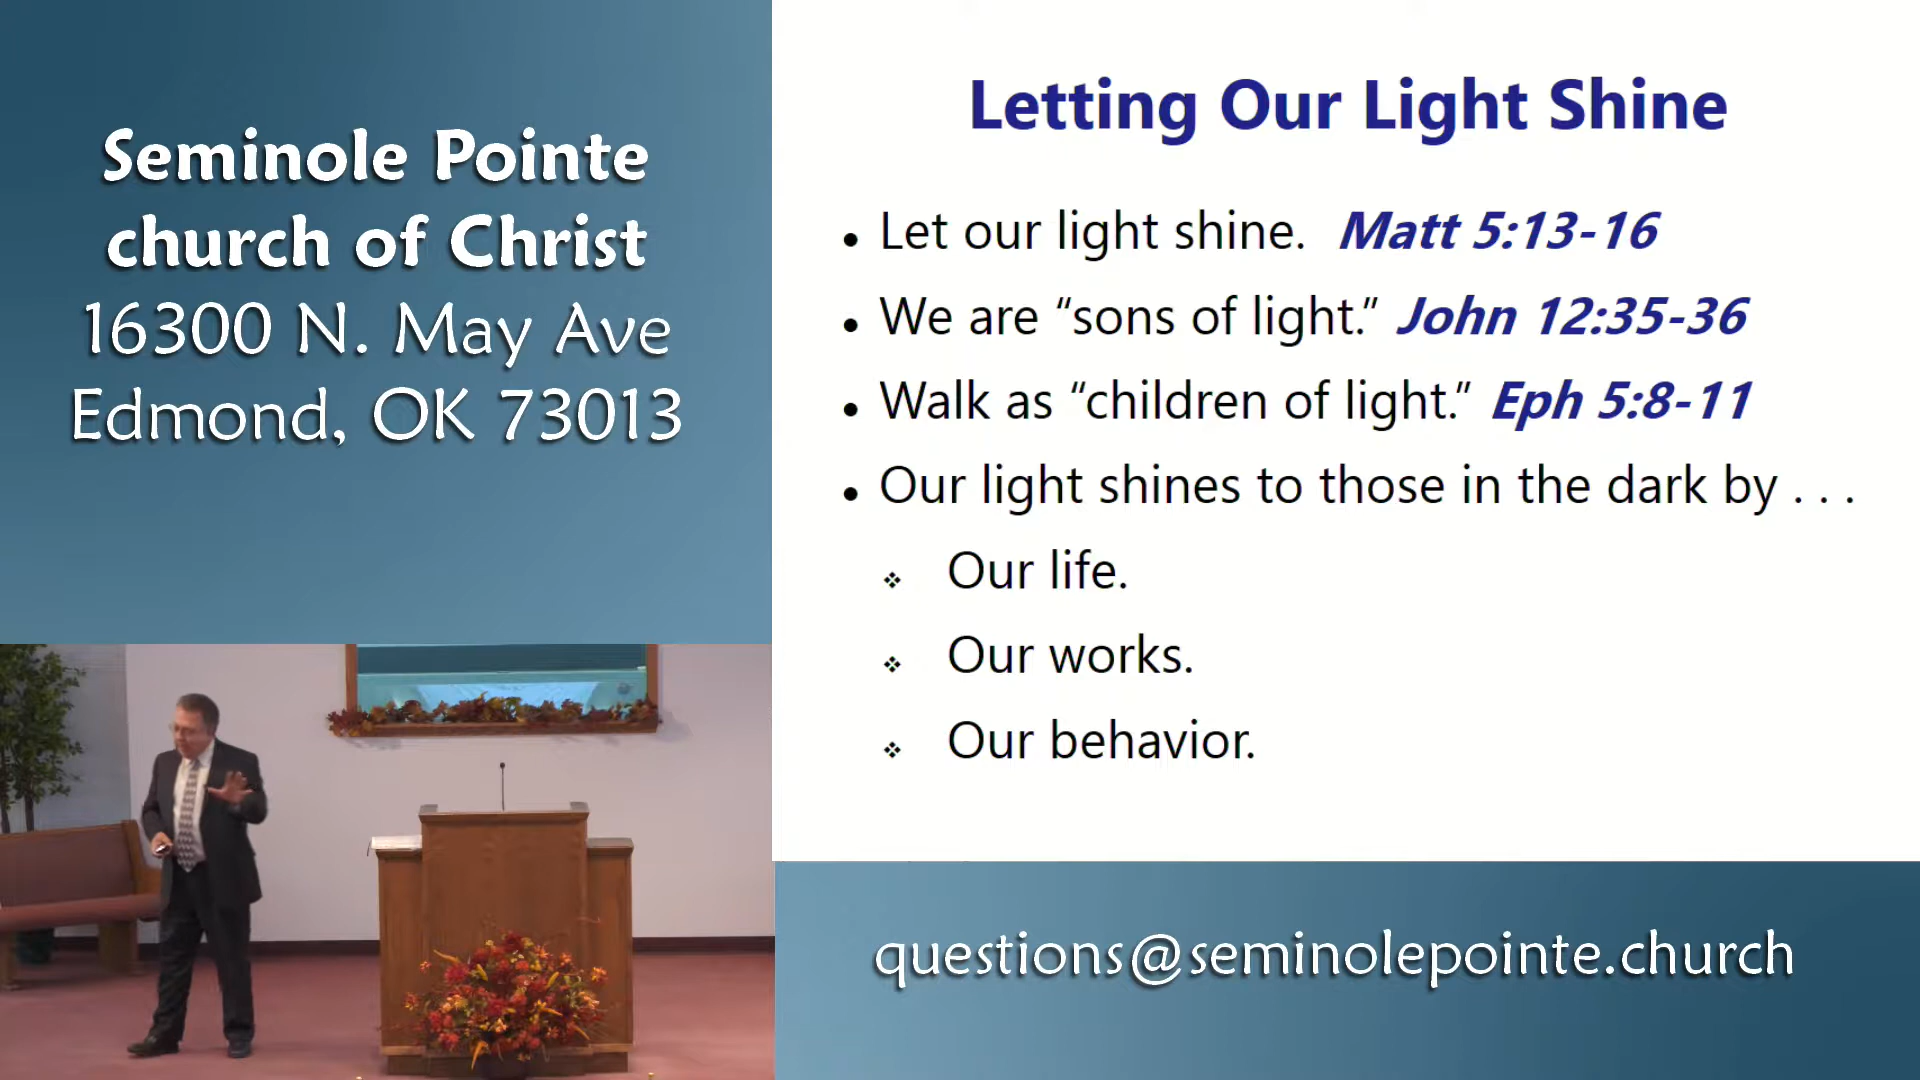 Seminole Pointe
church of Christ
16300 N. May Ave
Edmond, OK 73013
Letting Our Light Shine
• Let our light shine. Matt 5:13-16
• We are “sons of light.” John 12:35-36
• Walk as “children of light.” Eph 5:8-11
• Our light shines to those in the dark by . . .
❖ Our life.
❖ Our works.
❖ Our behavior.
questions@seminolepointe.church